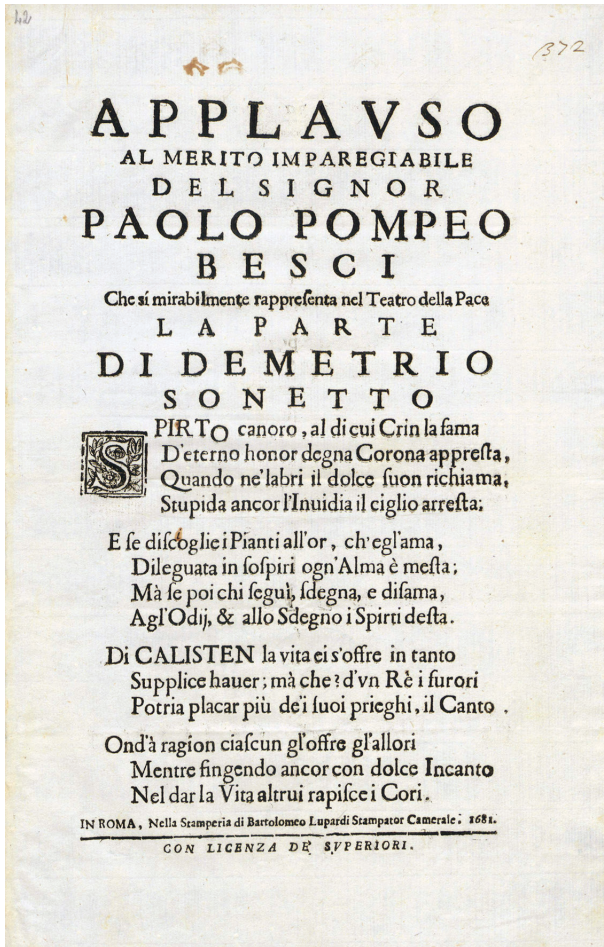 42
372
APPLAVSO
AL MERITO IMPAREGIABILE
DEL SIGNOR
PAOLO POMPEO
BESCI
Che sí mirabilmente rappreſenta nel Teatro della Pace
LA PARTE
DI DEMETRIO
SONETTO
SPIRTO canoro, al di cui Crin la fama
D'eterno honor degna Corona appreſta,
Quando ne'labri il dolce ſuon richiama,
Stupida ancor l'Inuidia il ciglio arreſta;
E ſe diſcoglie i Pianti all'or, ch'egl'ama,
Dileguata in ſoſpiri ogn'Alma è meſta;
Mà ſe poi chi ſeguì, ſdegna, e diſama,
Agl'Odij, & allo Sdegno i Spirti deſta.
Di CALISTEN la vita ei s'offre in tanto
Supplice hauer; mà che? d'vn Rè i furori
Potria placar più de'i ſuoi prieghi, il Canto.
Ond'à ragion ciaſcun gl'offre gl'allori
Mentre fingendo ancor con dolce Incanto
Nel dar la Vita altrui rapiſce i Cori.
IN ROMA, Nella Stamperia di Bartolomeo Lupardi Stampator Camerale. 1681.
CON LICENZA DE' SVPERIORI.